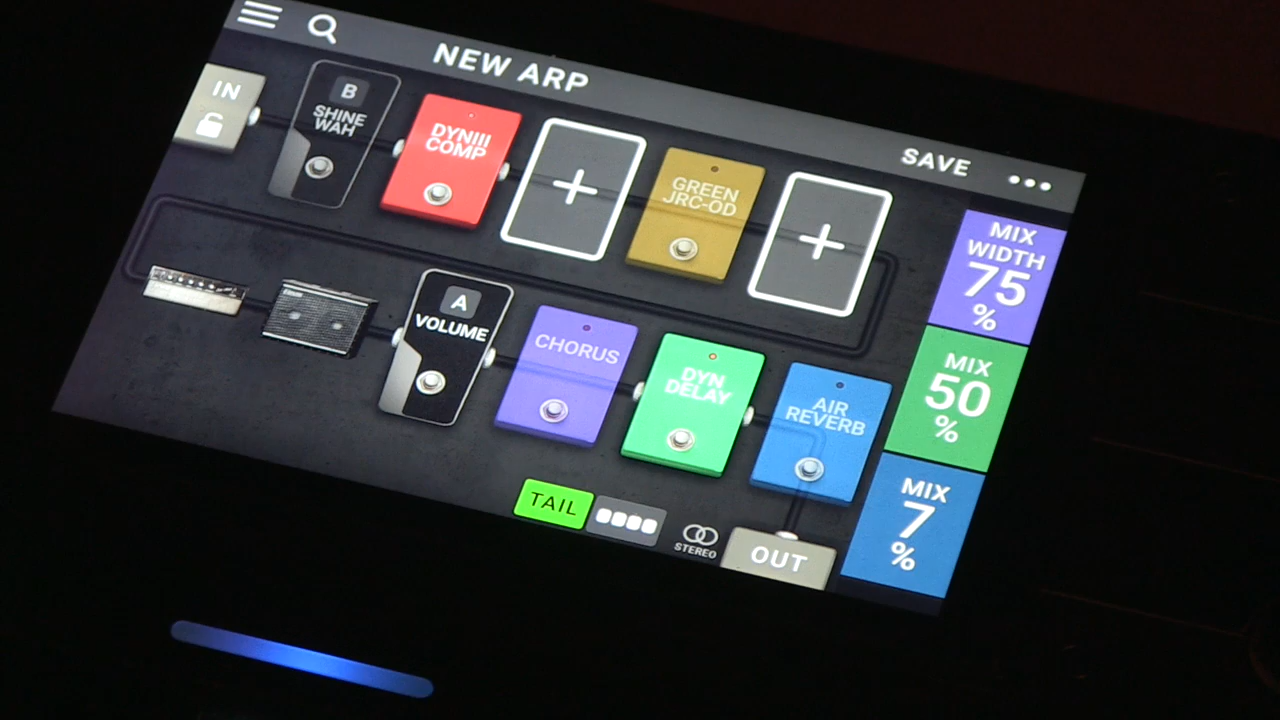 NEW ARP
SAVE
IN
B
SHINE
WAH
DYNIII
COMP
GREEN
JRC-OD
MIX
WIDTH
75
%
A
VOLUME
CHORUS
DYN
DELAY
AIR
REVERB
MIX
50
%
MIX
7
%
TAIL
STEREO
OUT